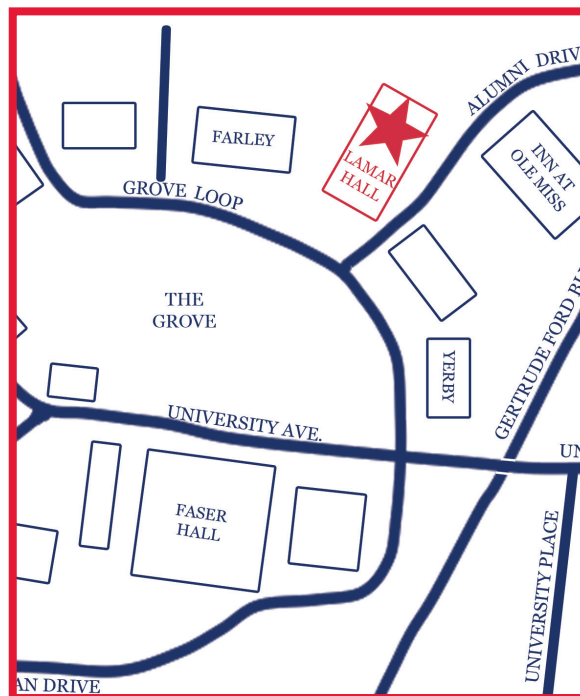 ALUMNI DRIV
FARLEY
LAMAR
HALL
INN AT
OLE MISS
GROVE LOOP
THE
GROVE
GERTRUDE FORD BL
YERBY
UNIVERSITY AVE.
UN
FASER
HALL
UNIVERSITY PLACE
AN DRIVE